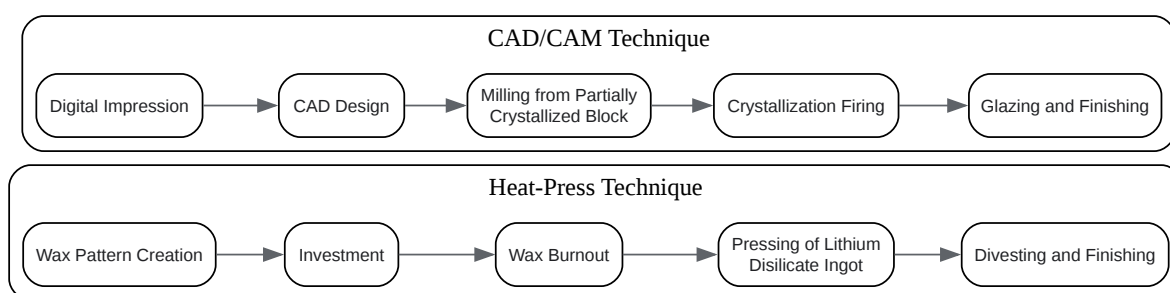 CAD/CAM Technique
Digital Impression
CAD Design
Milling from Partially
Crystallized Block
Crystallization Firing
Glazing and Finishing
Heat-Press Technique
Wax Pattern Creation
Investment
Wax Burnout
Pressing of Lithium
Disilicate Ingot
Divesting and Finishing